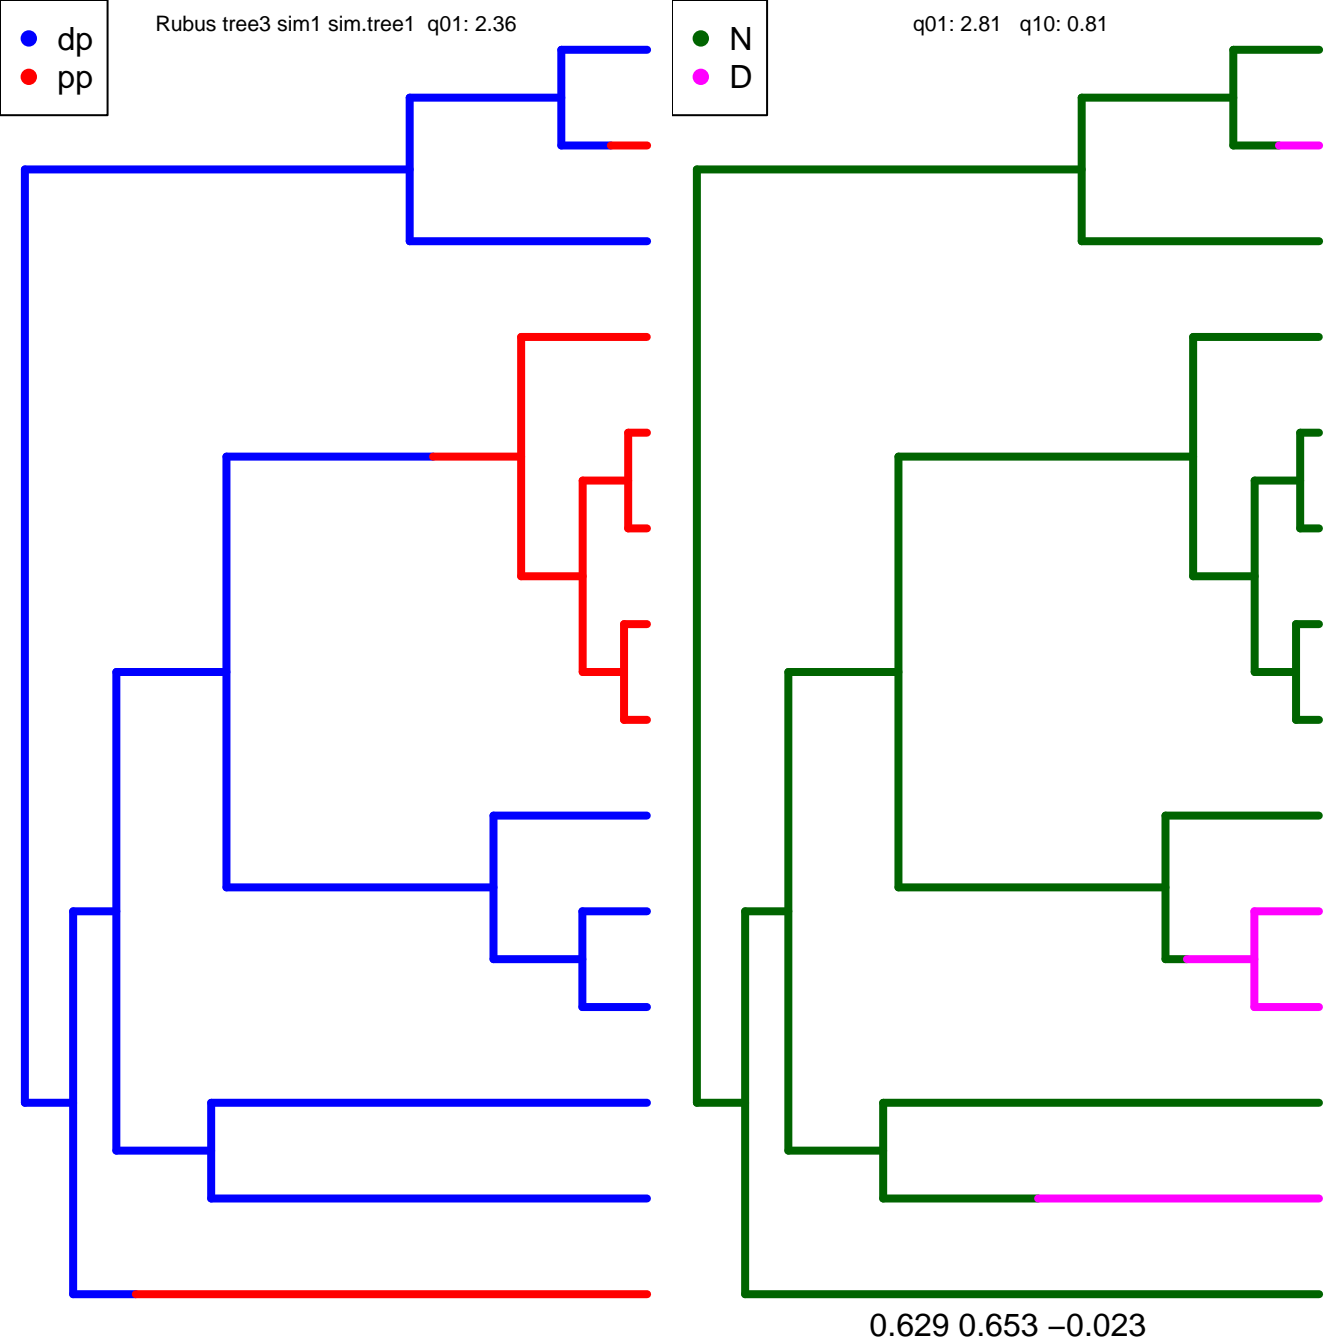 dp
pp
Rubus tree3 sim1 sim.tree1 q01: 2.36
N
D
q01: 2.81 q10: 0.81
0.629 0.653 −0.023